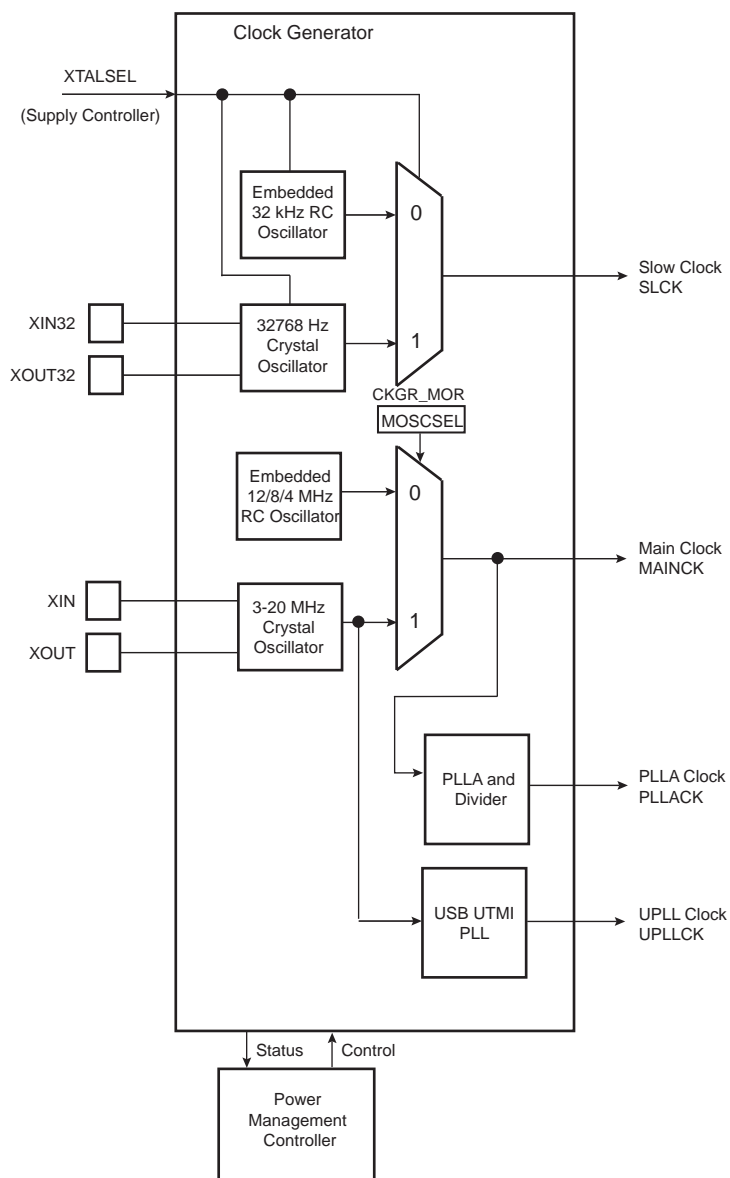 Clock Generator
XTALSEL
(Supply Controller)
Embedded
32 kHz RC
Oscillator
0
Slow Clock
SLCK
XIN32
XOUT32
32768 Hz
Crystal
Oscillator
1
CKGR_MOR
MOSCSEL
Embedded
12/8/4 MHz
RC Oscillator
0
Main Clock
MAINCK
XIN
XOUT
3-20 MHz
Crystal
Oscillator
1
PLLA and
Divider
PLLA Clock
PLLACK
USB UTMI
PLL
UPLL Clock
UPLLCK
Status
Control
Power
Management
Controller